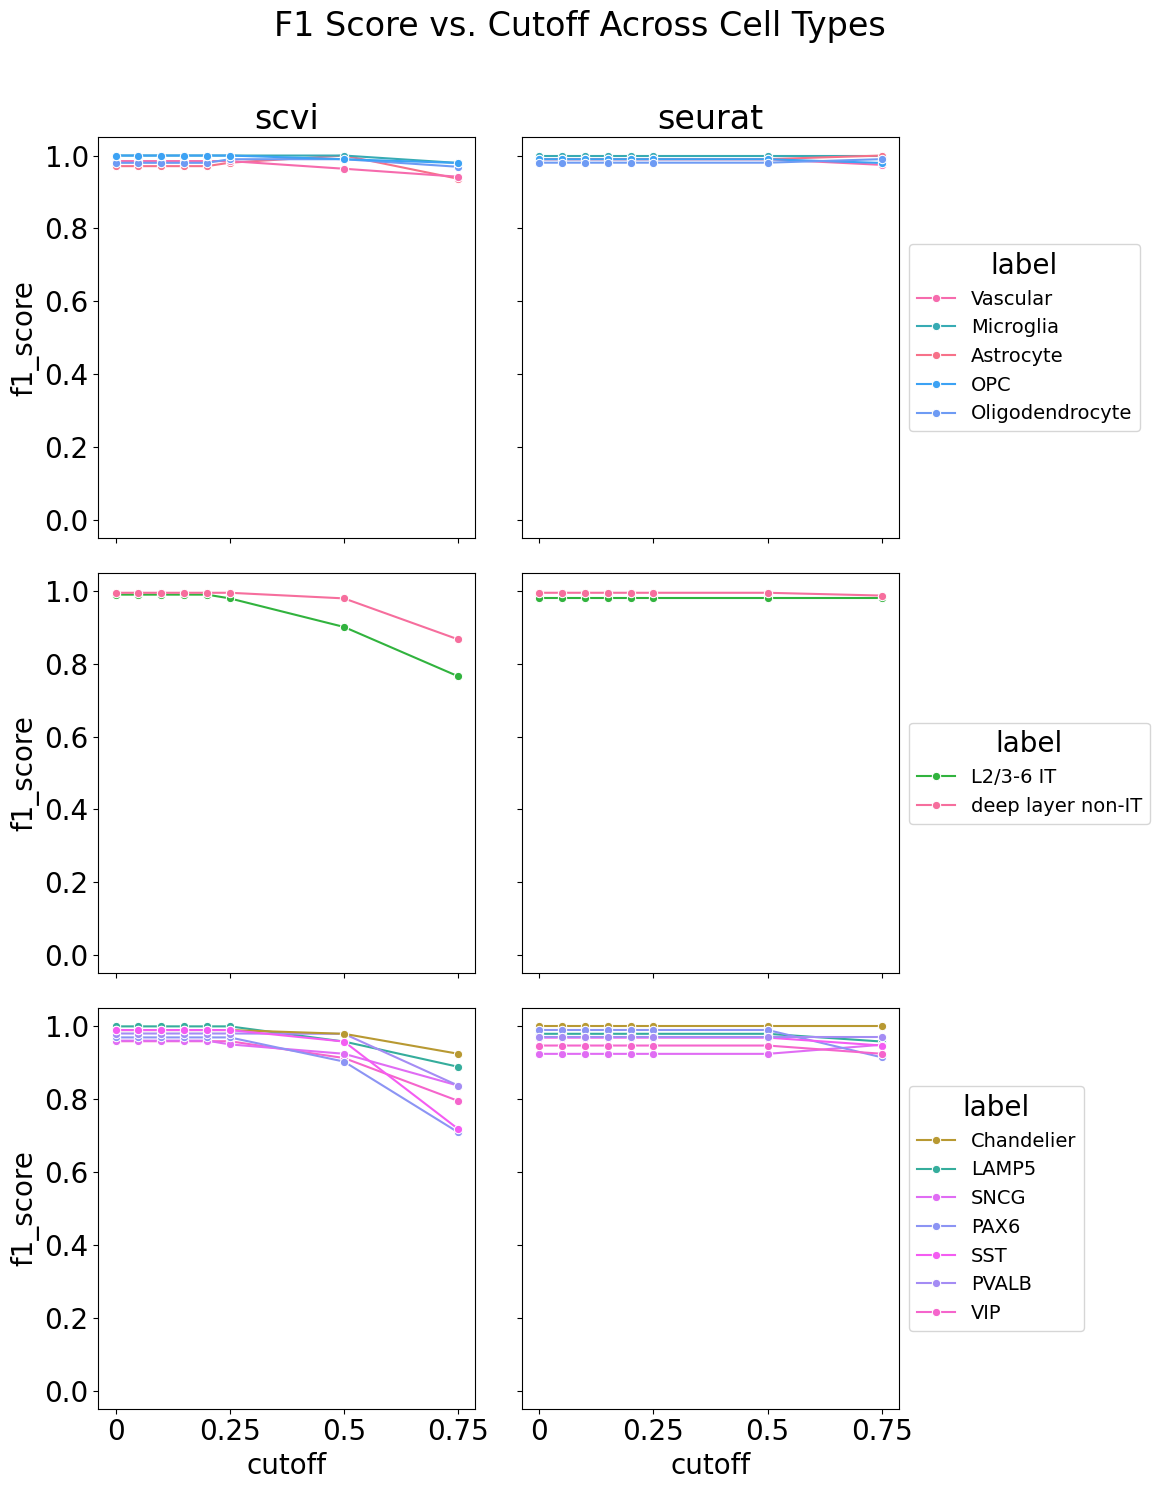 F1 Score vs. Cutoff Across Cell Types
scvi
seurat
1.0
0.8
0.6
0.4
0.2
0.0
f1_score
label
Vascular
Microglia
Astrocyte
OPC
Oligodendrocyte
1.0
0.8
0.6
0.4
0.2
0.0
f1_score
label
L2/3-6 IT
deep layer non-IT
1.0
0.8
0.6
0.4
0.2
0.0
f1_score
label
Chandelier
LAMP5
SNCG
PAX6
SST
PVALB
VIP
0 0.25 0.5 0.75
cutoff
0 0.25 0.5 0.75
cutoff